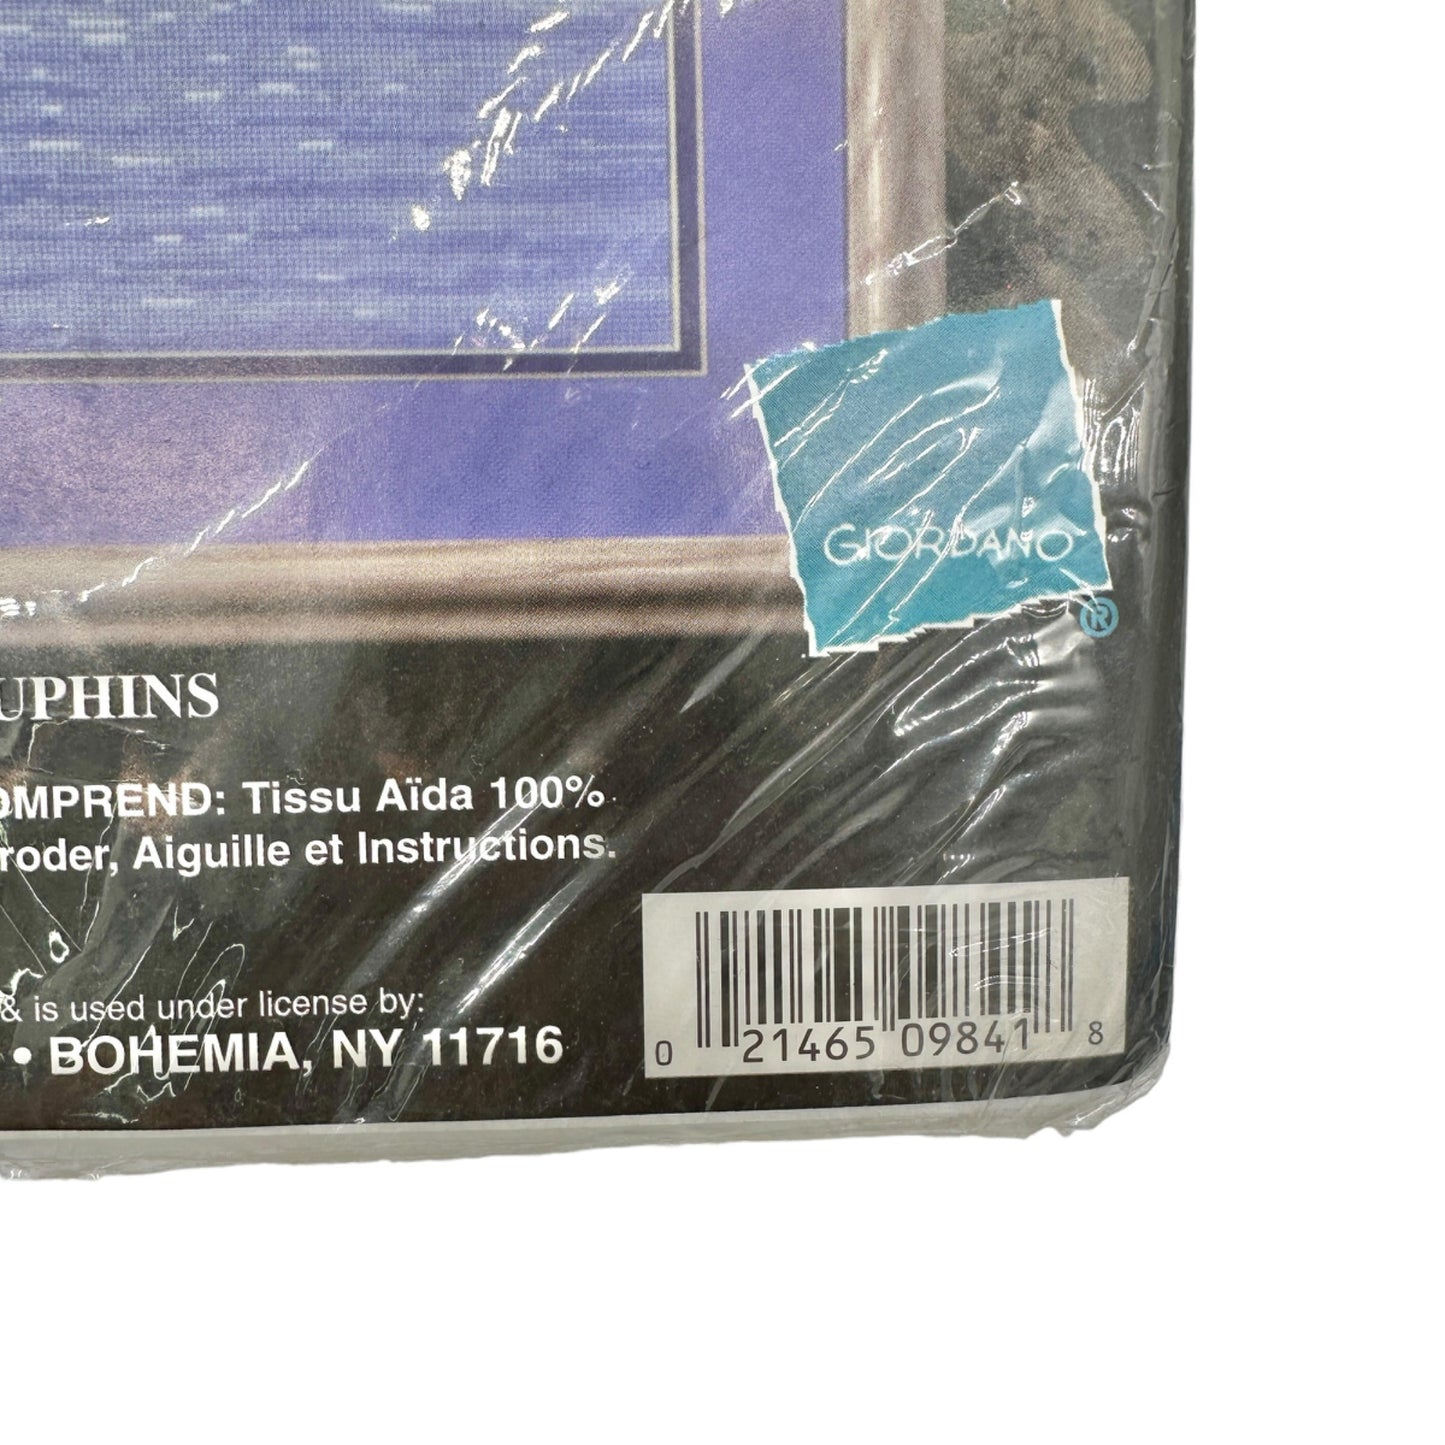 GIORDANO
®
UPHINS
OMPREND: Tissu Aïda 100%
roder, Aiguille et Instructions.
& is used under license by:
• BOHEMIA, NY 11716
0 21465 09841 8